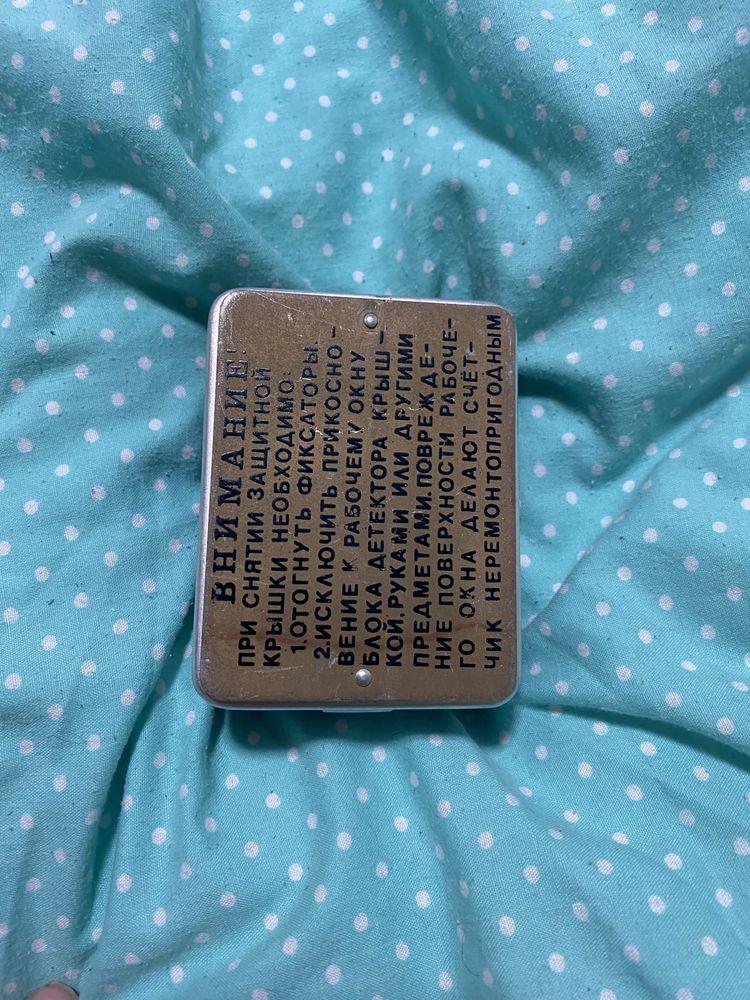 ВНИМАНИЕ!
ПРИ СНЯТИИ ЗАЩИТНОЙ
КРЫШКИ НЕОБХОДИМО:
1.ОТОГНУТЬ ФИКСАТОРЫ.
2.ИСКЛЮЧИТЬ ПРИКОСНО-
ВЕНИЕ К РАБОЧЕМУ ОКНУ
БЛОКА ДЕТЕКТОРА КРЫШ-
КОЙ,РУКАМИ ИЛИ ДРУГИМИ
ПРЕДМЕТАМИ.ПОВРЕЖДЕ-
НИЕ ПОВЕРХНОСТИ РАБОЧЕ-
ГО ОКНА ДЕЛАЮТ СЧЁТ-
ЧИК НЕРЕМОНТОПРИГОДНЫМ